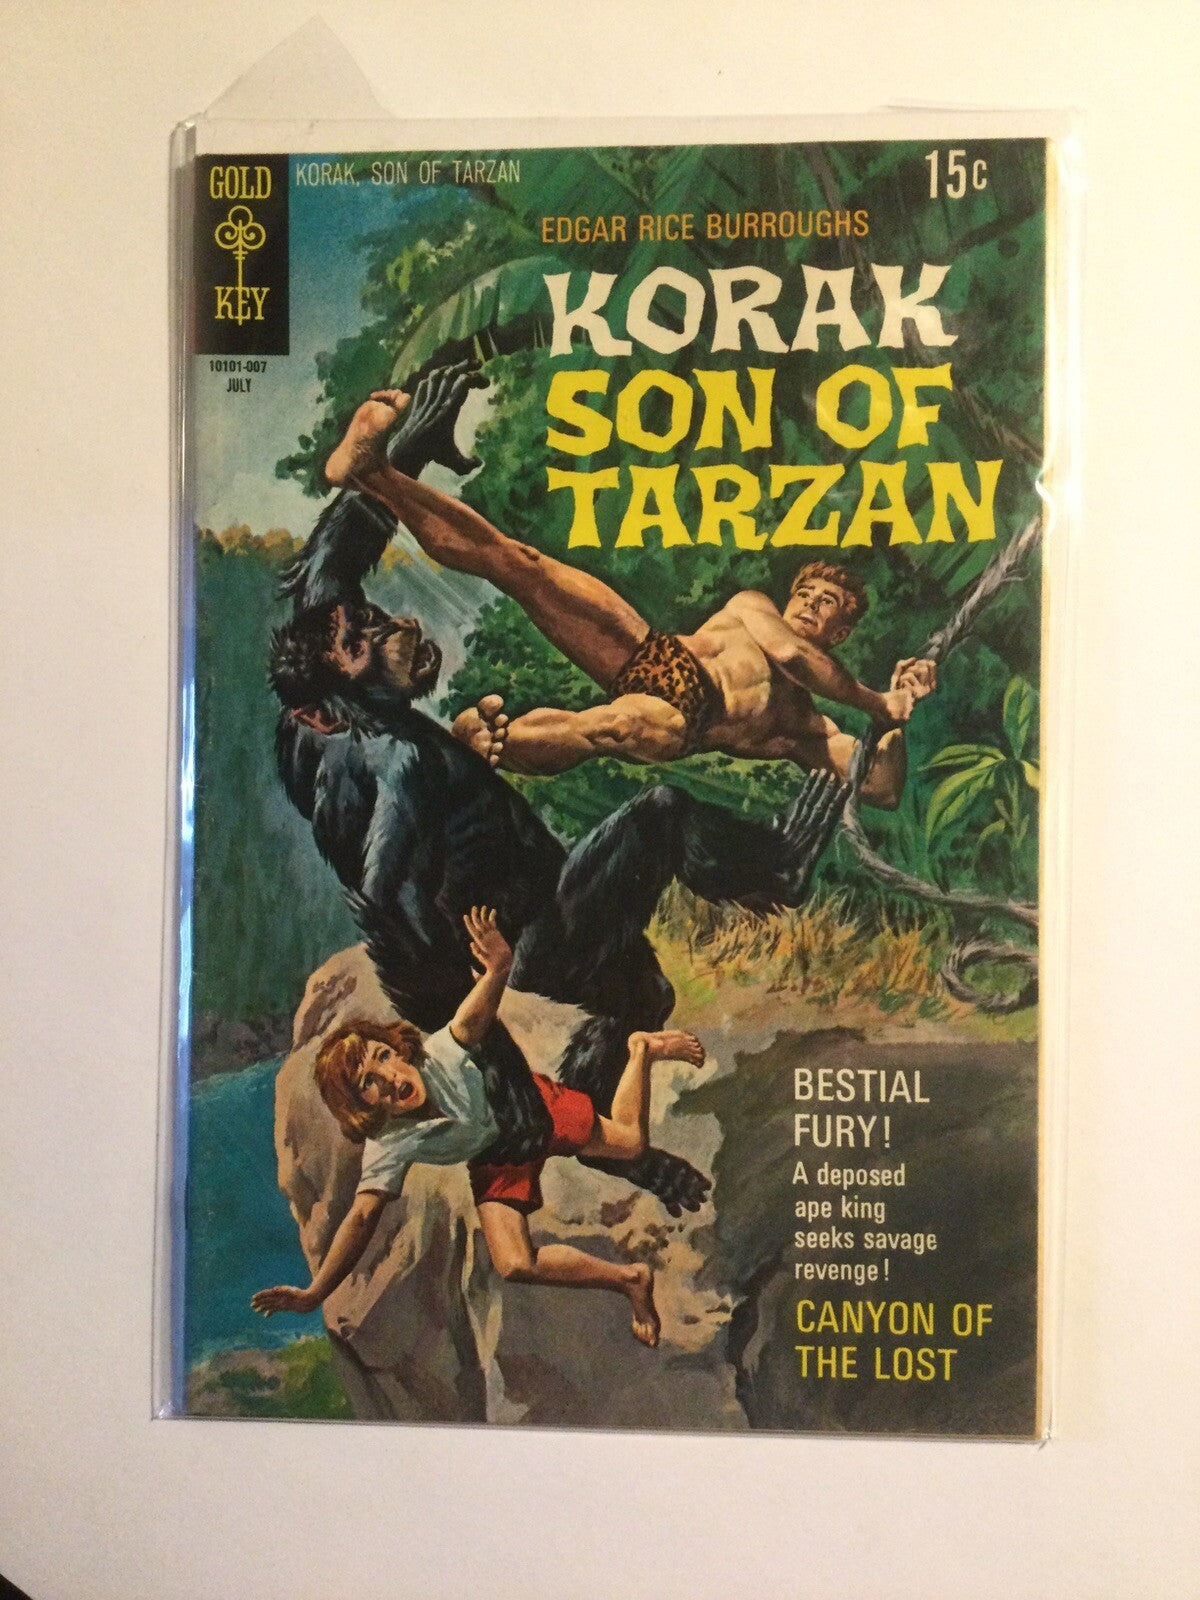 GOLD
KEY
KORAK, SON OF TARZAN
15c
10101-007
JULY
EDGAR RICE BURROUGHS
KORAK
SON OF
TARZAN
BESTIAL
FURY!
A deposed
ape king
seeks savage
revenge!
CANYON OF
THE LOST